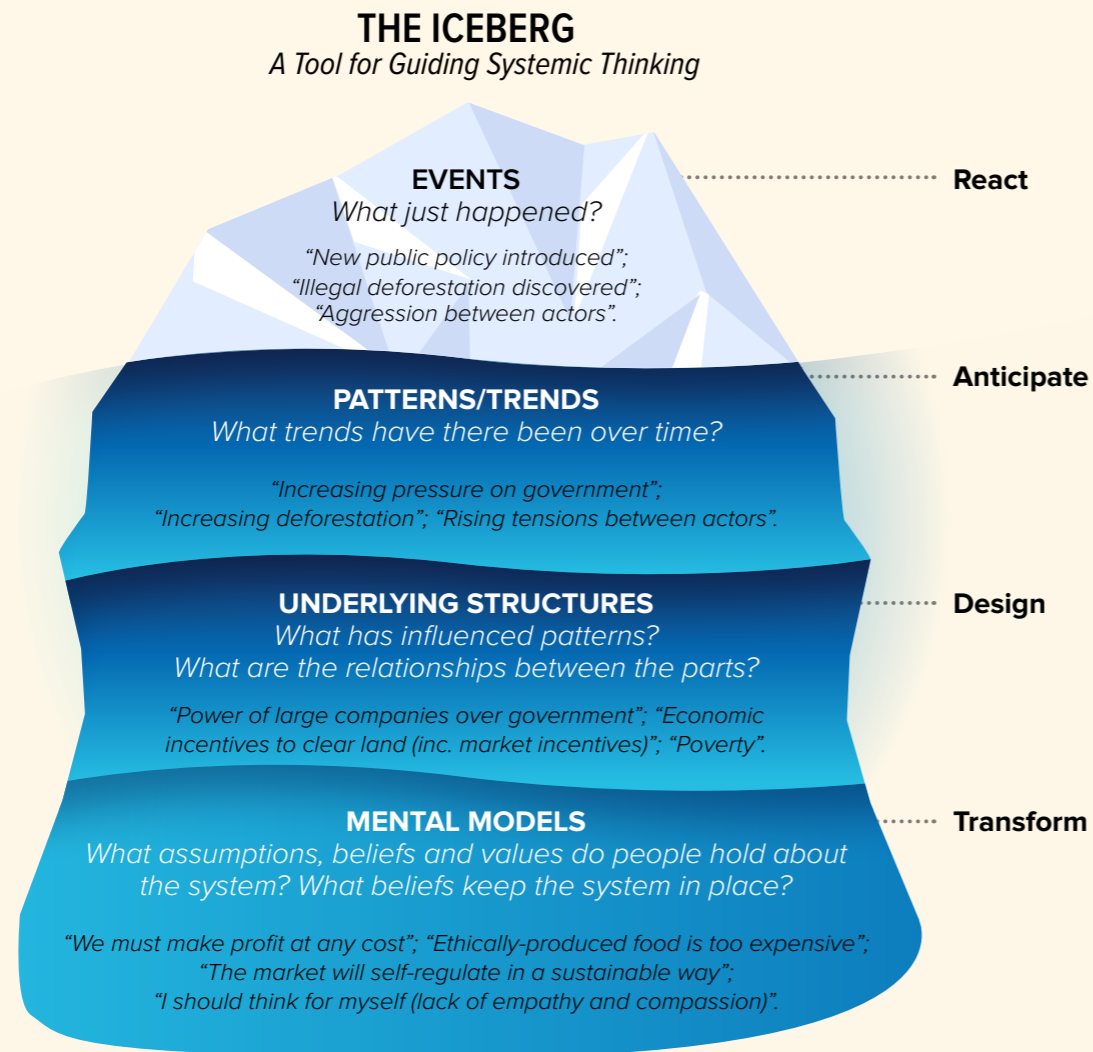 THE ICEBERG
A Tool for Guiding Systemic Thinking
EVENTS
What just happened?
“New public policy introduced”;
“Illegal deforestation discovered”;
“Aggression between actors”.
React
PATTERNS/TRENDS
What trends have there been over time?
“Increasing pressure on government”;
“Increasing deforestation”; “Rising tensions between actors”.
Anticipate
UNDERLYING STRUCTURES
What has influenced patterns?
What are the relationships between the parts?
“Power of large companies over government”; “Economic
incentives to clear land (inc. market incentives)”; “Poverty”.
Design
MENTAL MODELS
What assumptions, beliefs and values do people hold about
the system? What beliefs keep the system in place?
“We must make profit at any cost”; “Ethically-produced food is too expensive”;
“The market will self-regulate in a sustainable way”;
“I should think for myself (lack of empathy and compassion)”.
Transform